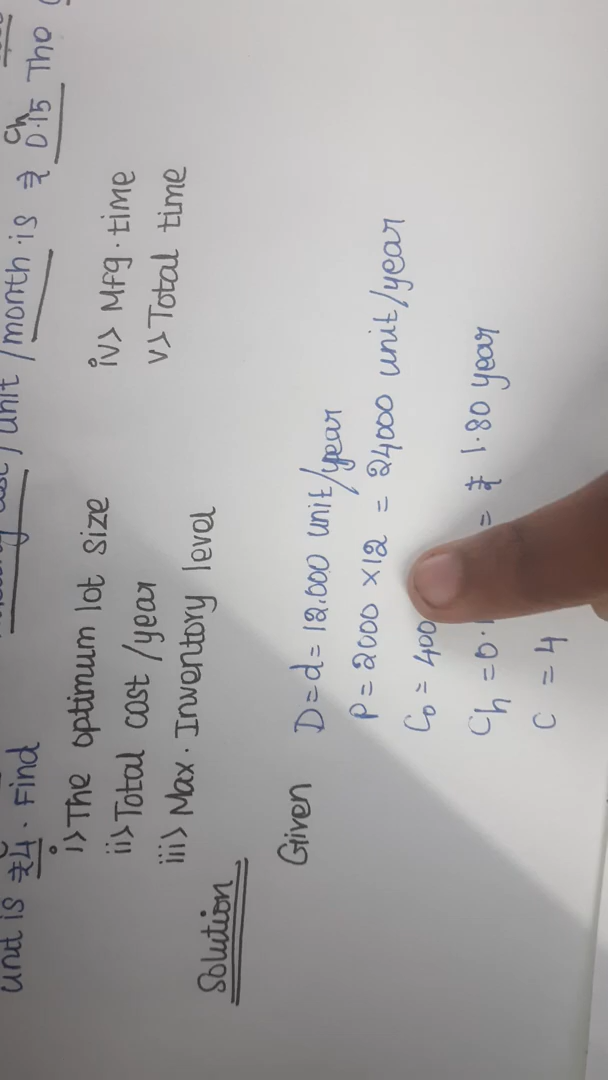 /unit /month is ₹ 0.15 The
Ch
unit is ₹4. Find
i> The optimum lot size
ii> Total cost /year
iii> Max. Inventory level
iv> Mfg. time
v> Total time
Solution
Given D = d = 12,000 unit/year
P = 2000 × 12 = 24000 unit/year
C₀ = 400
Ch = 0. = ₹ 1.80 year
C = 4